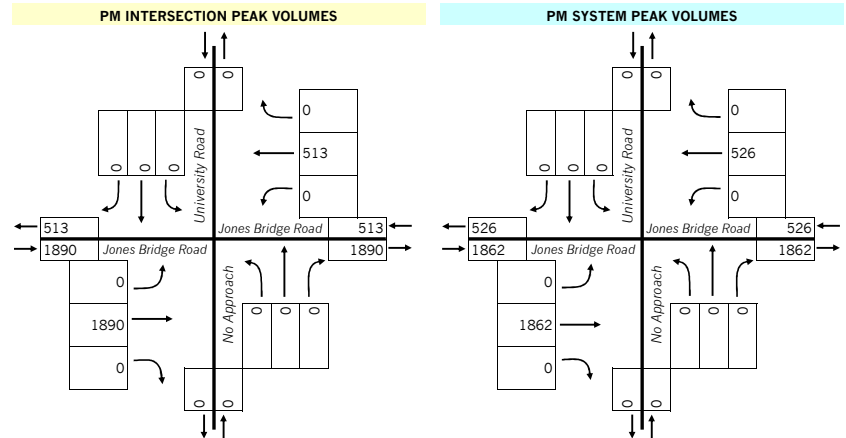 PM INTERSECTION PEAK VOLUMES
0 0
0
0 0 0
University Road
513
0
513
Jones Bridge Road
513
1890
Jones Bridge Road
1890
0
1890
0
No Approach
0 0 0
0 0
PM SYSTEM PEAK VOLUMES
0 0
0
0 0 0
University Road
526
0
526
Jones Bridge Road
526
1862
Jones Bridge Road
1862
0
1862
0
No Approach
0 0 0
0 0